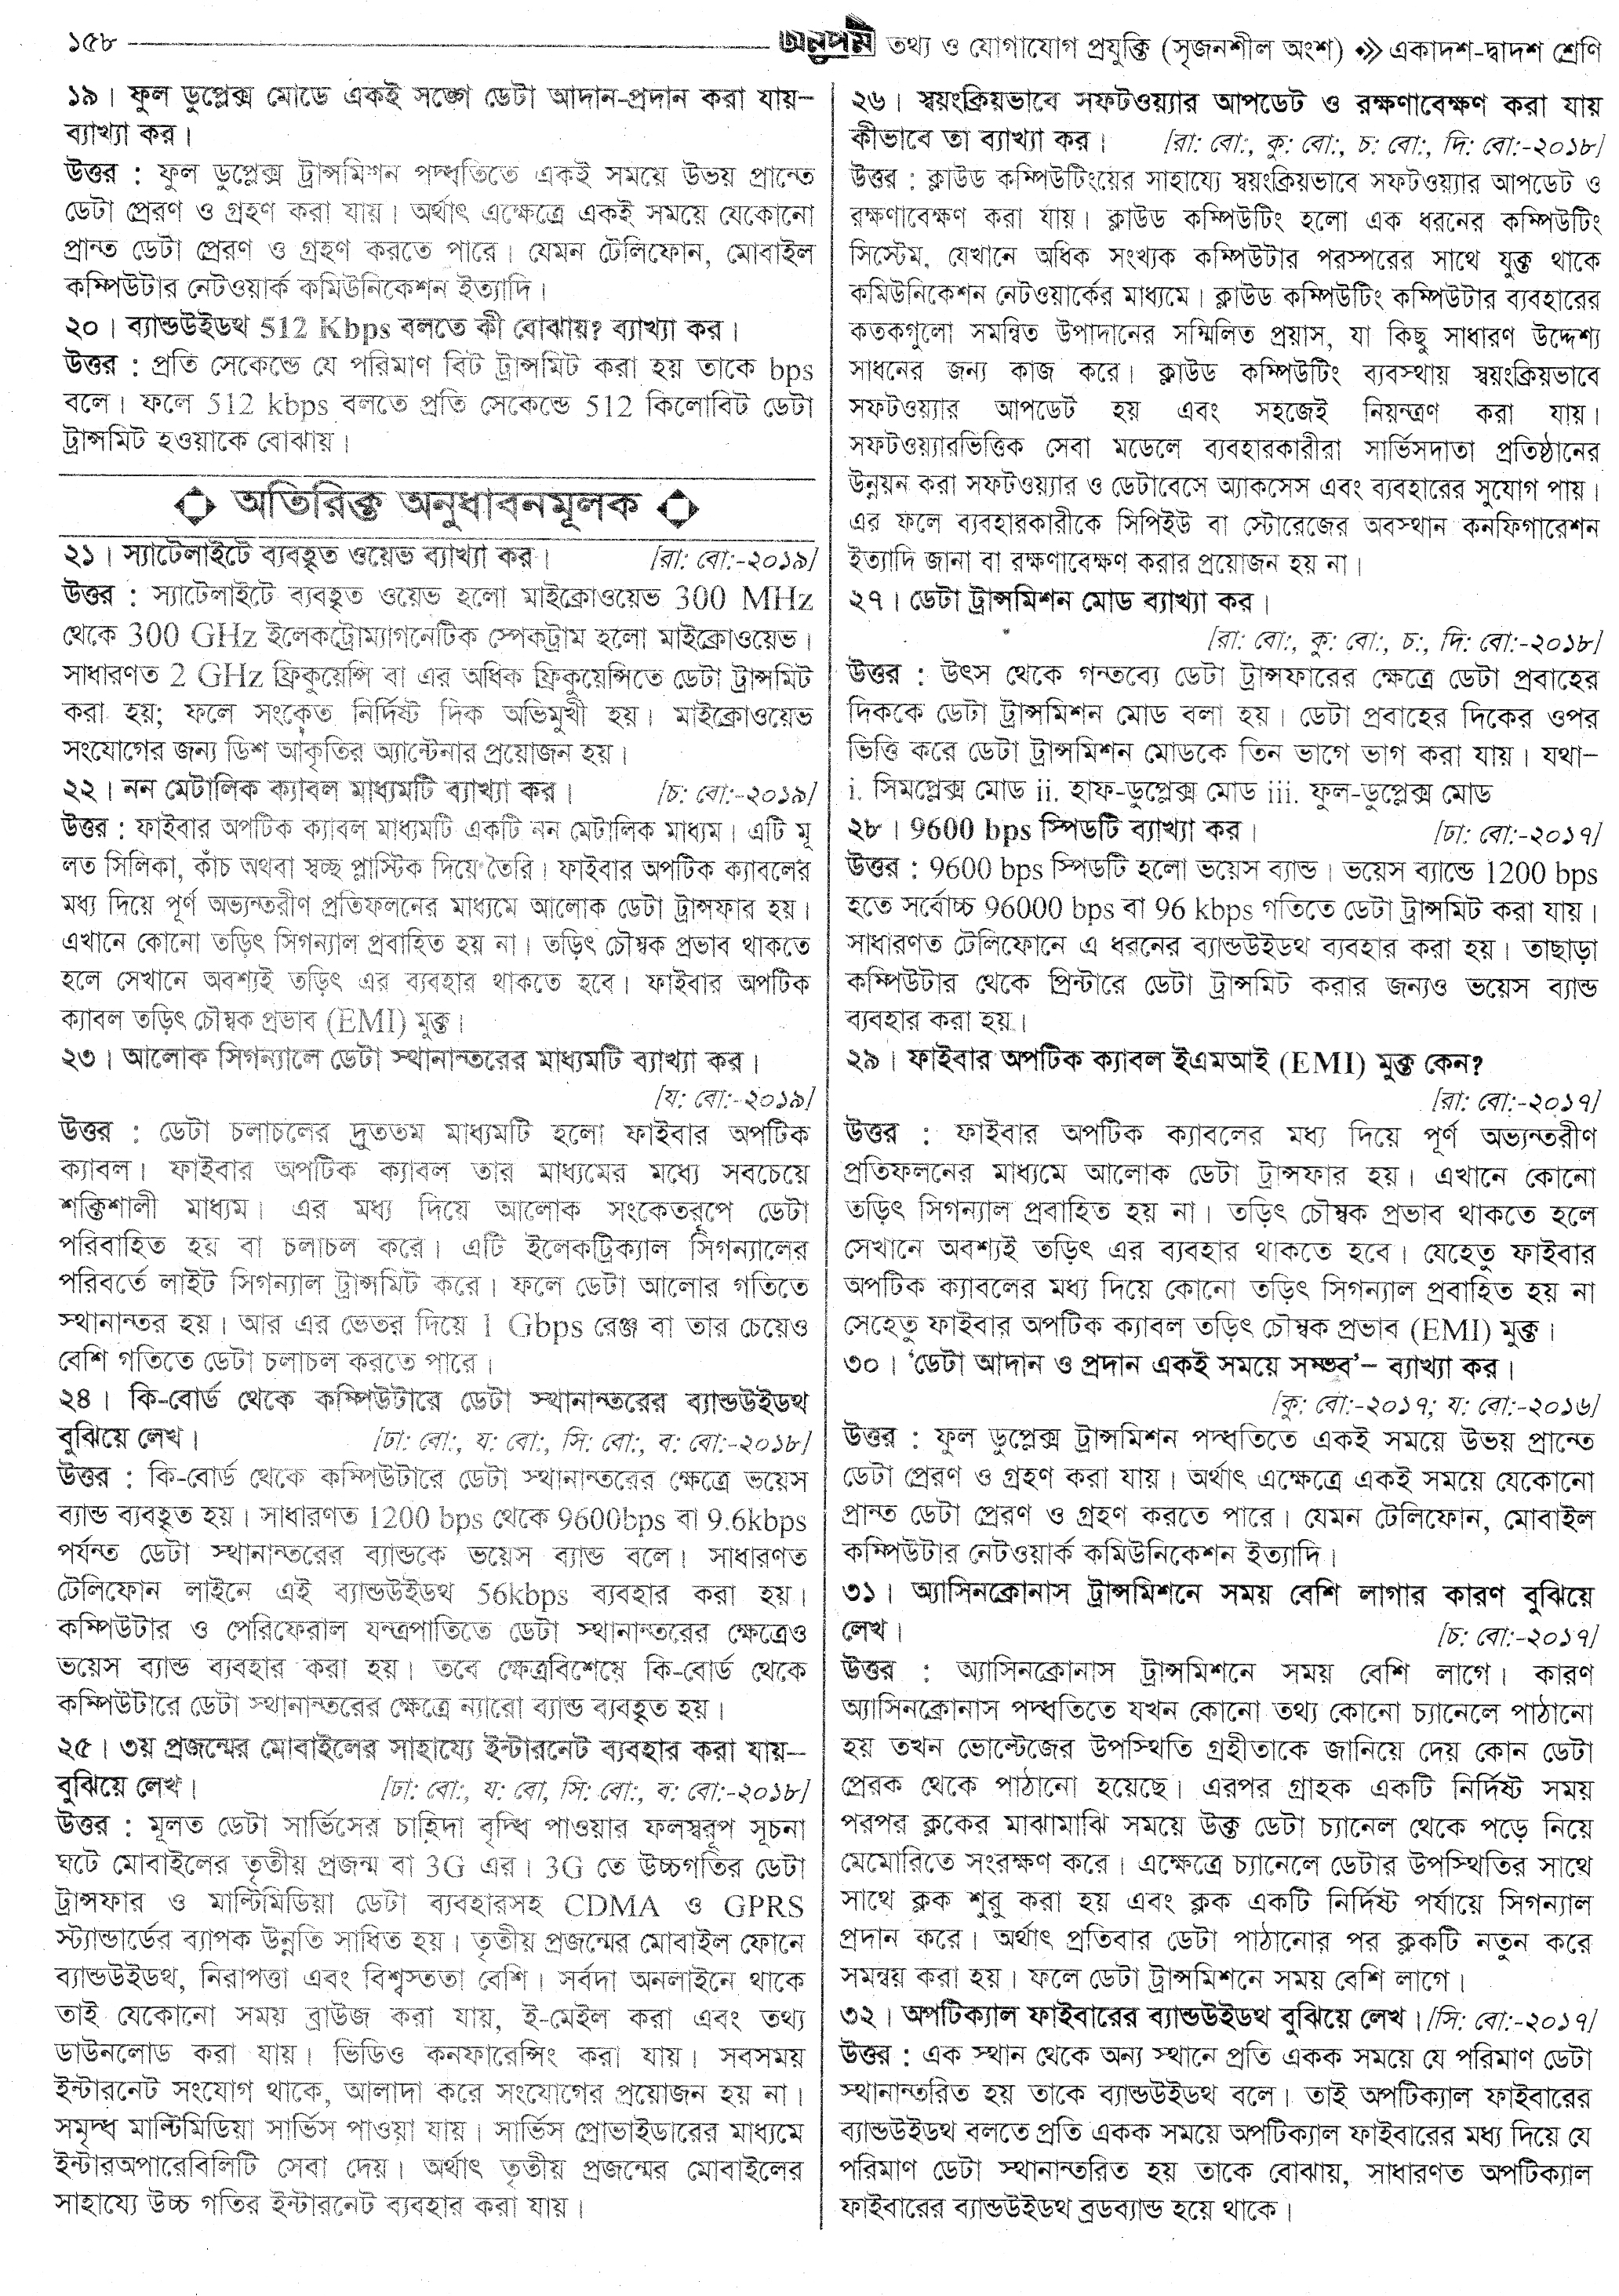 ১৫৮
অনুপম তথ্য ও যোগাযোগ প্রযুক্তি (সৃজনশীল অংশ) একাদশ-দ্বাদশ শ্রেণি
১৯। ফুল ডুপ্লেক্স মোডে একই সঙ্গে ডেটা আদান-প্রদান করা যায়–
ব্যাখ্যা কর।
উত্তর : ফুল ডুপ্লেক্স ট্রান্সমিশন পদ্ধতিতে একই সময়ে উভয় প্রান্তে
ডেটা প্রেরণ ও গ্রহণ করা যায়। অর্থাৎ এক্ষেত্রে একই সময়ে যেকোনো
প্রান্ত ডেটা প্রেরণ ও গ্রহণ করতে পারে। যেমন টেলিফোন, মোবাইল
কম্পিউটার নেটওয়ার্ক কমিউনিকেশন ইত্যাদি।
২০। ব্যান্ডউইডথ 512 Kbps বলতে কী বোঝায়? ব্যাখ্যা কর।
উত্তর : প্রতি সেকেন্ডে যে পরিমাণ বিট ট্রান্সমিট করা হয় তাকে bps
বলে। ফলে 512 kbps বলতে প্রতি সেকেন্ডে 512 কিলোবিট ডেটা
ট্রান্সমিট হওয়াকে বোঝায়।
অতিরিক্ত অনুধাবনমূলক
২১। স্যাটেলাইটে ব্যবহৃত ওয়েভ ব্যাখ্যা কর। [রা: বো:-২০১৯]
উত্তর : স্যাটেলাইটে ব্যবহৃত ওয়েভ হলো মাইক্রোওয়েভ 300 MHz
থেকে 300 GHz ইলেকট্রোম্যাগনেটিক স্পেকট্রাম হলো মাইক্রোওয়েভ।
সাধারণত 2 GHz ফ্রিকুয়েন্সি বা এর অধিক ফ্রিকুয়েন্সিতে ডেটা ট্রান্সমিট
করা হয়; ফলে সংকেত নির্দিষ্ট দিক অভিমুখী হয়। মাইক্রোওয়েভ
সংযোগের জন্য ডিশ আকৃতির অ্যান্টেনার প্রয়োজন হয়।
২২। নন মেটালিক ক্যাবল মাধ্যমটি ব্যাখ্যা কর। [চ: বো:-২০১৯]
উত্তর : ফাইবার অপটিক ক্যাবল মাধ্যমটি একটি নন মেটালিক মাধ্যম। এটি মূ
লত সিলিকা, কাঁচ অথবা স্বচ্ছ প্লাস্টিক দিয়ে তৈরি। ফাইবার অপটিক ক্যাবলের
মধ্য দিয়ে পূর্ণ অভ্যন্তরীণ প্রতিফলনের মাধ্যমে আলোক ডেটা ট্রান্সফার হয়।
এখানে কোনো তড়িৎ সিগন্যাল প্রবাহিত হয় না। তড়িৎ চৌম্বক প্রভাব থাকতে
হলে সেখানে অবশ্যই তড়িৎ এর ব্যবহার থাকতে হবে। ফাইবার অপটিক
ক্যাবল তড়িৎ চৌম্বক প্রভাব (EMI) মুক্ত।
২৩। আলোক সিগন্যালে ডেটা স্থানান্তরের মাধ্যমটি ব্যাখ্যা কর।
[য: বো:-২০১৯]
উত্তর : ডেটা চলাচলের দ্রুততম মাধ্যমটি হলো ফাইবার অপটিক
ক্যাবল। ফাইবার অপটিক ক্যাবল তার মাধ্যমের মধ্যে সবচেয়ে
শক্তিশালী মাধ্যম। এর মধ্য দিয়ে আলোক সংকেতরূপে ডেটা
পরিবাহিত হয় বা চলাচল করে। এটি ইলেকট্রিক্যাল সিগন্যালের
পরিবর্তে লাইট সিগন্যাল ট্রান্সমিট করে। ফলে ডেটা আলোর গতিতে
স্থানান্তর হয়। আর এর ভেতর দিয়ে 1 Gbps রেঞ্জ বা তার চেয়েও
বেশি গতিতে ডেটা চলাচল করতে পারে।
২৪। কি-বোর্ড থেকে কম্পিউটারে ডেটা স্থানান্তরের ব্যান্ডউইডথ
বুঝিয়ে লেখ। [ঢা: বো:, য: বো:, সি: বো:, ব: বো:-২০১৮]
উত্তর : কি-বোর্ড থেকে কম্পিউটারে ডেটা স্থানান্তরের ক্ষেত্রে ভয়েস
ব্যান্ড ব্যবহৃত হয়। সাধারণত 1200 bps থেকে 9600bps বা 9.6kbps
পর্যন্ত ডেটা স্থানান্তরের ব্যান্ডকে ভয়েস ব্যান্ড বলে। সাধারণত
টেলিফোন লাইনে এই ব্যান্ডউইডথ 56kbps ব্যবহার করা হয়।
কম্পিউটার ও পেরিফেরাল যন্ত্রপাতিতে ডেটা স্থানান্তরের ক্ষেত্রেও
ভয়েস ব্যান্ড ব্যবহার করা হয়। তবে ক্ষেত্রবিশেষে কি-বোর্ড থেকে
কম্পিউটারে ডেটা স্থানান্তরের ক্ষেত্রে ন্যারো ব্যান্ড ব্যবহৃত হয়।
২৫। ৩য় প্রজন্মের মোবাইলের সাহায্যে ইন্টারনেট ব্যবহার করা যায়–
বুঝিয়ে লেখ। [ঢা: বো:, য: বো, সি: বো:, ব: বো:-২০১৮]
উত্তর : মূলত ডেটা সার্ভিসের চাহিদা বৃদ্ধি পাওয়ার ফলস্বরূপ সূচনা
ঘটে মোবাইলের তৃতীয় প্রজন্ম বা 3G এর। 3G তে উচ্চগতির ডেটা
ট্রান্সফার ও মাল্টিমিডিয়া ডেটা ব্যবহারসহ CDMA ও GPRS
স্ট্যান্ডার্ডের ব্যাপক উন্নতি সাধিত হয়। তৃতীয় প্রজন্মের মোবাইল ফোনে
ব্যান্ডউইডথ, নিরাপত্তা এবং বিশ্বস্ততা বেশি। সর্বদা অনলাইনে থাকে
তাই যেকোনো সময় ব্রাউজ করা যায়, ই-মেইল করা এবং তথ্য
ডাউনলোড করা যায়। ভিডিও কনফারেন্সিং করা যায়। সবসময়
ইন্টারনেট সংযোগ থাকে, আলাদা করে সংযোগের প্রয়োজন হয় না।
সমৃদ্ধ মাল্টিমিডিয়া সার্ভিস পাওয়া যায়। সার্ভিস প্রোভাইডারের মাধ্যমে
ইন্টারঅপারেবিলিটি সেবা দেয়। অর্থাৎ তৃতীয় প্রজন্মের মোবাইলের
সাহায্যে উচ্চ গতির ইন্টারনেট ব্যবহার করা যায়।
২৬। স্বয়ংক্রিয়ভাবে সফটওয়্যার আপডেট ও রক্ষণাবেক্ষণ করা যায়
কীভাবে তা ব্যাখ্যা কর। [রা: বো:, কু: বো:, চ: বো:, দি: বো:-২০১৮]
উত্তর : ক্লাউড কম্পিউটিংয়ের সাহায্যে স্বয়ংক্রিয়ভাবে সফটওয়্যার আপডেট ও
রক্ষণাবেক্ষণ করা যায়। ক্লাউড কম্পিউটিং হলো এক ধরনের কম্পিউটিং
সিস্টেম, যেখানে অধিক সংখ্যক কম্পিউটার পরস্পরের সাথে যুক্ত থাকে
কমিউনিকেশন নেটওয়ার্কের মাধ্যমে। ক্লাউড কম্পিউটিং কম্পিউটার ব্যবহারের
কতকগুলো সমন্বিত উপাদানের সম্মিলিত প্রয়াস, যা কিছু সাধারণ উদ্দেশ্য
সাধনের জন্য কাজ করে। ক্লাউড কম্পিউটিং ব্যবস্থায় স্বয়ংক্রিয়ভাবে
সফটওয়্যার আপডেট হয় এবং সহজেই নিয়ন্ত্রণ করা যায়।
সফটওয়্যারভিত্তিক সেবা মডেলে ব্যবহারকারীরা সার্ভিসদাতা প্রতিষ্ঠানের
উন্নয়ন করা সফটওয়্যার ও ডেটাবেসে অ্যাকসেস এবং ব্যবহারের সুযোগ পায়।
এর ফলে ব্যবহারকারীকে সিপিইউ বা স্টোরেজের অবস্থান কনফিগারেশন
ইত্যাদি জানা বা রক্ষণাবেক্ষণ করার প্রয়োজন হয় না।
২৭। ডেটা ট্রান্সমিশন মোড ব্যাখ্যা কর।
[রা: বো:, কু: বো:, চ:, দি: বো:-২০১৮]
উত্তর : উৎস থেকে গন্তব্যে ডেটা ট্রান্সফারের ক্ষেত্রে ডেটা প্রবাহের
দিককে ডেটা ট্রান্সমিশন মোড বলা হয়। ডেটা প্রবাহের দিকের ওপর
ভিত্তি করে ডেটা ট্রান্সমিশন মোডকে তিন ভাগে ভাগ করা যায়। যথা–
i. সিমপ্লেক্স মোড ii. হাফ-ডুপ্লেক্স মোড iii. ফুল-ডুপ্লেক্স মোড
২৮। 9600 bps স্পিডটি ব্যাখ্যা কর। [ঢা: বো:-২০১৭]
উত্তর : 9600 bps স্পিডটি হলো ভয়েস ব্যান্ড। ভয়েস ব্যান্ডে 1200 bps
হতে সর্বোচ্চ 96000 bps বা 96 kbps গতিতে ডেটা ট্রান্সমিট করা যায়।
সাধারণত টেলিফোনে এ ধরনের ব্যান্ডউইডথ ব্যবহার করা হয়। তাছাড়া
কম্পিউটার থেকে প্রিন্টারে ডেটা ট্রান্সমিট করার জন্যও ভয়েস ব্যান্ড
ব্যবহার করা হয়।
২৯। ফাইবার অপটিক ক্যাবল ইএমআই (EMI) মুক্ত কেন?
[রা: বো:-২০১৭]
উত্তর : ফাইবার অপটিক ক্যাবলের মধ্য দিয়ে পূর্ণ অভ্যন্তরীণ
প্রতিফলনের মাধ্যমে আলোক ডেটা ট্রান্সফার হয়। এখানে কোনো
তড়িৎ সিগন্যাল প্রবাহিত হয় না। তড়িৎ চৌম্বক প্রভাব থাকতে হলে
সেখানে অবশ্যই তড়িৎ এর ব্যবহার থাকতে হবে। যেহেতু ফাইবার
অপটিক ক্যাবলের মধ্য দিয়ে কোনো তড়িৎ সিগন্যাল প্রবাহিত হয় না
সেহেতু ফাইবার অপটিক ক্যাবল তড়িৎ চৌম্বক প্রভাব (EMI) মুক্ত।
৩০। ‘ডেটা আদান ও প্রদান একই সময়ে সম্ভব’– ব্যাখ্যা কর।
[কু: বো:-২০১৭; য: বো:-২০১৬]
উত্তর : ফুল ডুপ্লেক্স ট্রান্সমিশন পদ্ধতিতে একই সময়ে উভয় প্রান্তে
ডেটা প্রেরণ ও গ্রহণ করা যায়। অর্থাৎ এক্ষেত্রে একই সময়ে যেকোনো
প্রান্ত ডেটা প্রেরণ ও গ্রহণ করতে পারে। যেমন টেলিফোন, মোবাইল
কম্পিউটার নেটওয়ার্ক কমিউনিকেশন ইত্যাদি।
৩১। অ্যাসিনক্রোনাস ট্রান্সমিশনে সময় বেশি লাগার কারণ বুঝিয়ে
লেখ। [চ: বো:-২০১৭]
উত্তর : অ্যাসিনক্রোনাস ট্রান্সমিশনে সময় বেশি লাগে। কারণ
অ্যাসিনক্রোনাস পদ্ধতিতে যখন কোনো তথ্য কোনো চ্যানেলে পাঠানো
হয় তখন ভোল্টেজের উপস্থিতি গ্রহীতাকে জানিয়ে দেয় কোন ডেটা
প্রেরক থেকে পাঠানো হয়েছে। এরপর গ্রাহক একটি নির্দিষ্ট সময়
পরপর ক্লকের মাঝামাঝি সময়ে উক্ত ডেটা চ্যানেল থেকে পড়ে নিয়ে
মেমোরিতে সংরক্ষণ করে। এক্ষেত্রে চ্যানেলে ডেটার উপস্থিতির সাথে
সাথে ক্লক শুরু করা হয় এবং ক্লক একটি নির্দিষ্ট পর্যায়ে সিগন্যাল
প্রদান করে। অর্থাৎ প্রতিবার ডেটা পাঠানোর পর ক্লকটি নতুন করে
সমন্বয় করা হয়। ফলে ডেটা ট্রান্সমিশনে সময় বেশি লাগে।
৩২। অপটিক্যাল ফাইবারের ব্যান্ডউইডথ বুঝিয়ে লেখ। [সি: বো:-২০১৭]
উত্তর : এক স্থান থেকে অন্য স্থানে প্রতি একক সময়ে যে পরিমাণ ডেটা
স্থানান্তরিত হয় তাকে ব্যান্ডউইডথ বলে। তাই অপটিক্যাল ফাইবারের
ব্যান্ডউইডথ বলতে প্রতি একক সময়ে অপটিক্যাল ফাইবারের মধ্য দিয়ে যে
পরিমাণ ডেটা স্থানান্তরিত হয় তাকে বোঝায়, সাধারণত অপটিক্যাল
ফাইবারের ব্যান্ডউইডথ ব্রডব্যান্ড হয়ে থাকে।